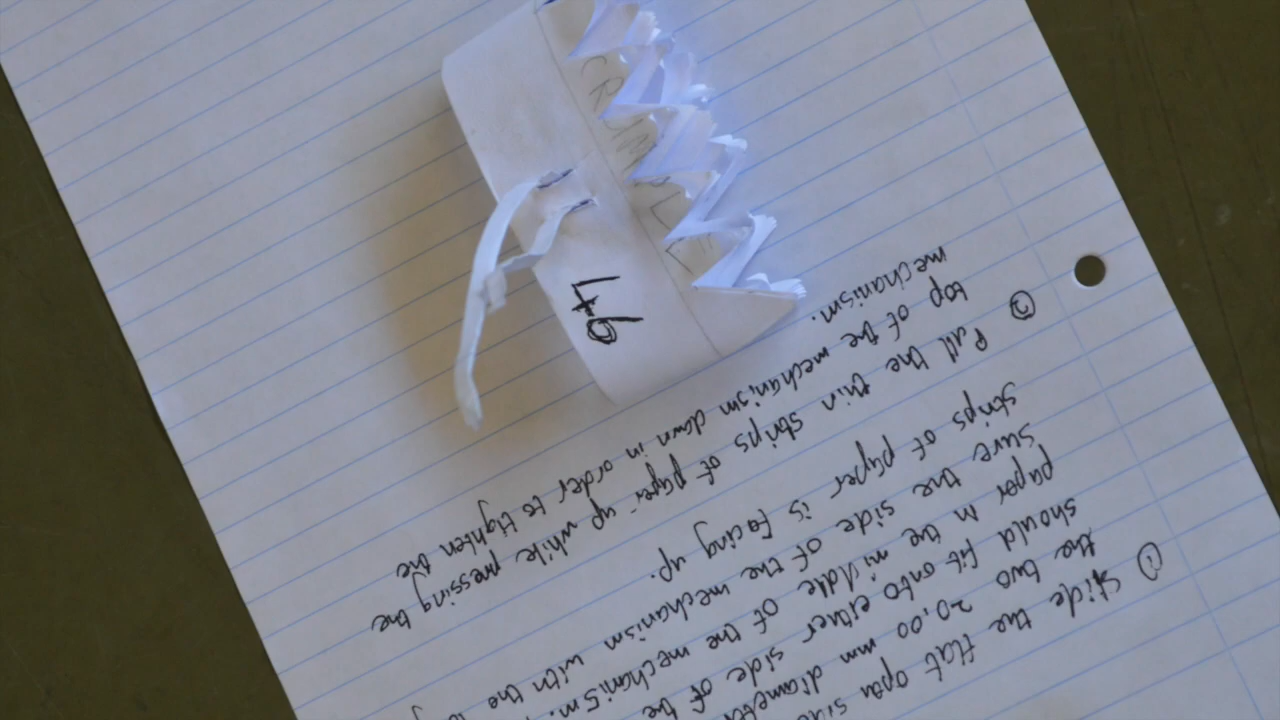 ① Slide the flat open side
the two 20.00 mm diameter
should fit onto either side of the
paper in the middle of the mechanism.
sure the side of the mechanism with the
strips of paper is facing up.
② Pull the thin strips of paper up while pressing the
top of the mechanism down in order to tighten the
mechanism.
46